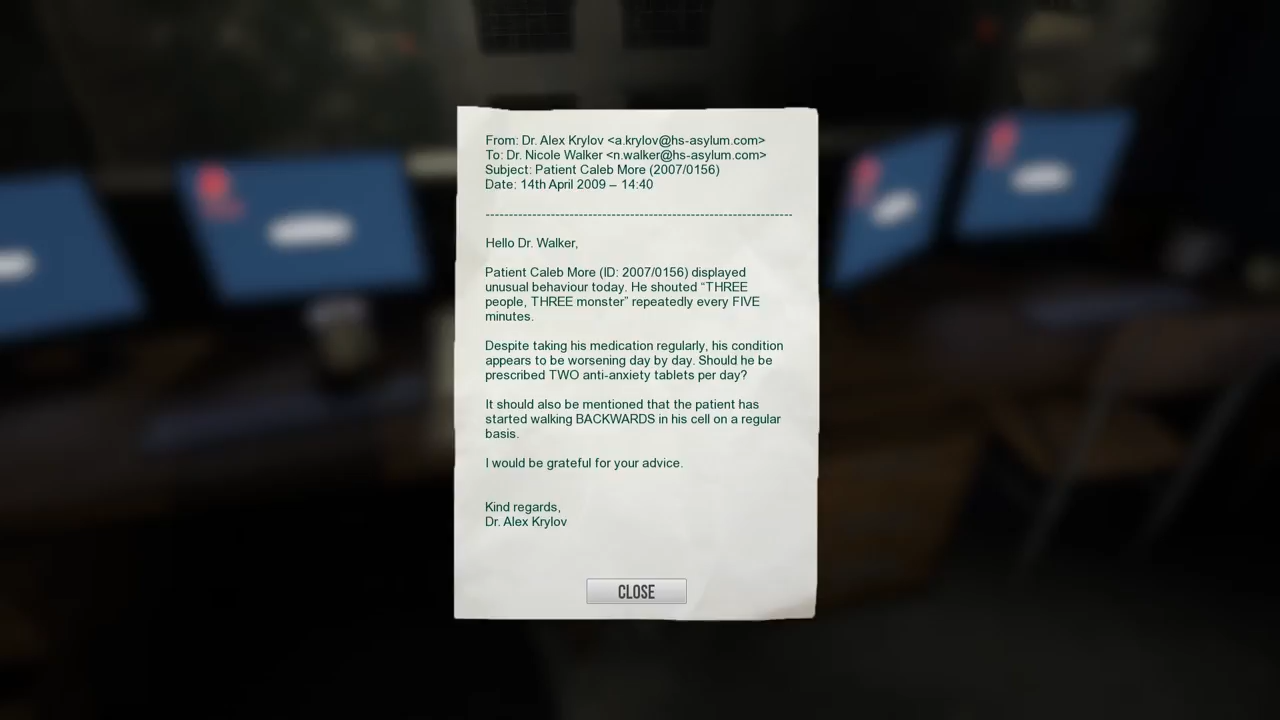 From: Dr. Alex Krylov <a.krylov@hs-asylum.com>
To: Dr. Nicole Walker <n.walker@hs-asylum.com>
Subject: Patient Caleb More (2007/0156)
Date: 14th April 2009 – 14:40
------------------------------------------------------------------
Hello Dr. Walker,
Patient Caleb More (ID: 2007/0156) displayed
unusual behaviour today. He shouted “THREE
people, THREE monster” repeatedly every FIVE
minutes.
Despite taking his medication regularly, his condition
appears to be worsening day by day. Should he be
prescribed TWO anti-anxiety tablets per day?
It should also be mentioned that the patient has
started walking BACKWARDS in his cell on a regular
basis.
I would be grateful for your advice.
Kind regards,
Dr. Alex Krylov
CLOSE